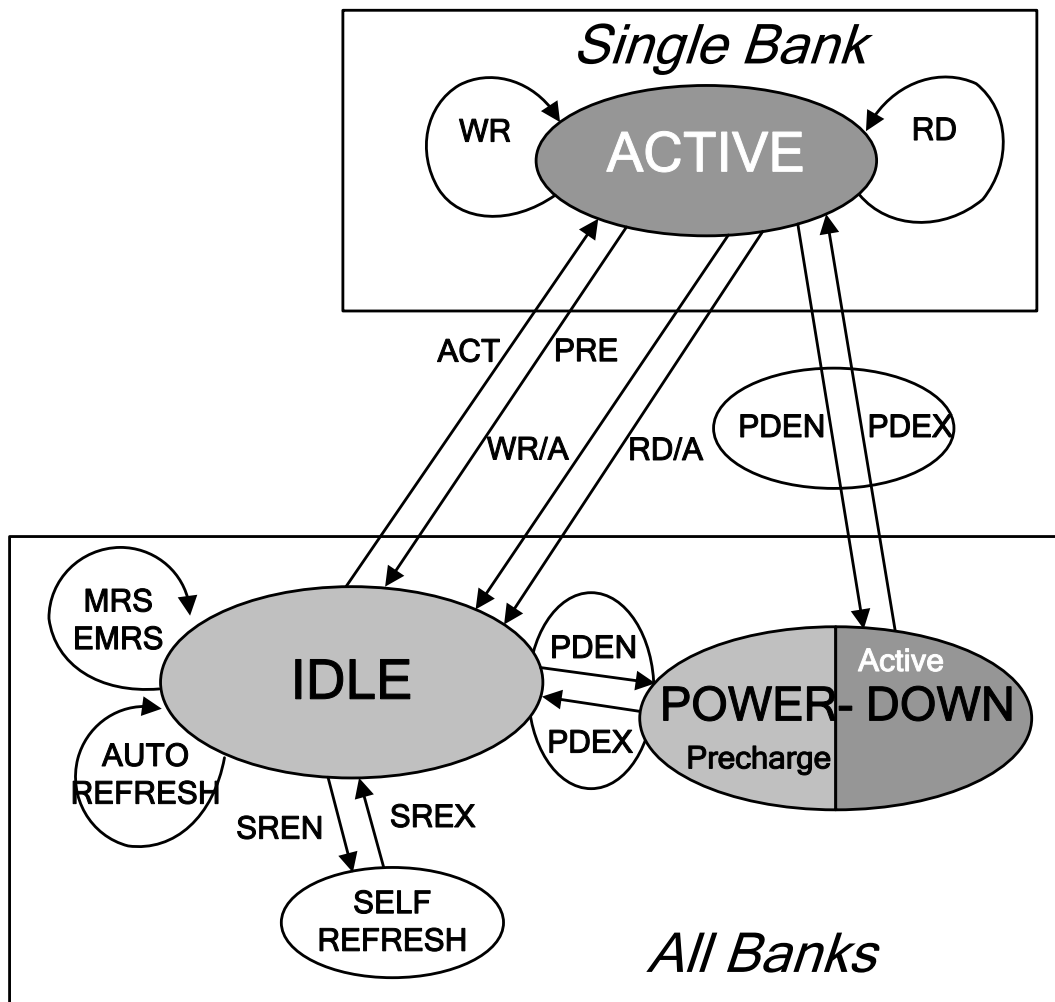 Single Bank
WR
ACTIVE
RD
ACT
PRE
WR/A
RD/A
PDEN
PDEX
MRS
EMRS
IDLE
PDEN
PDEX
Active
POWER- DOWN
Precharge
AUTO
REFRESH
SREN
SREX
SELF
REFRESH
All Banks